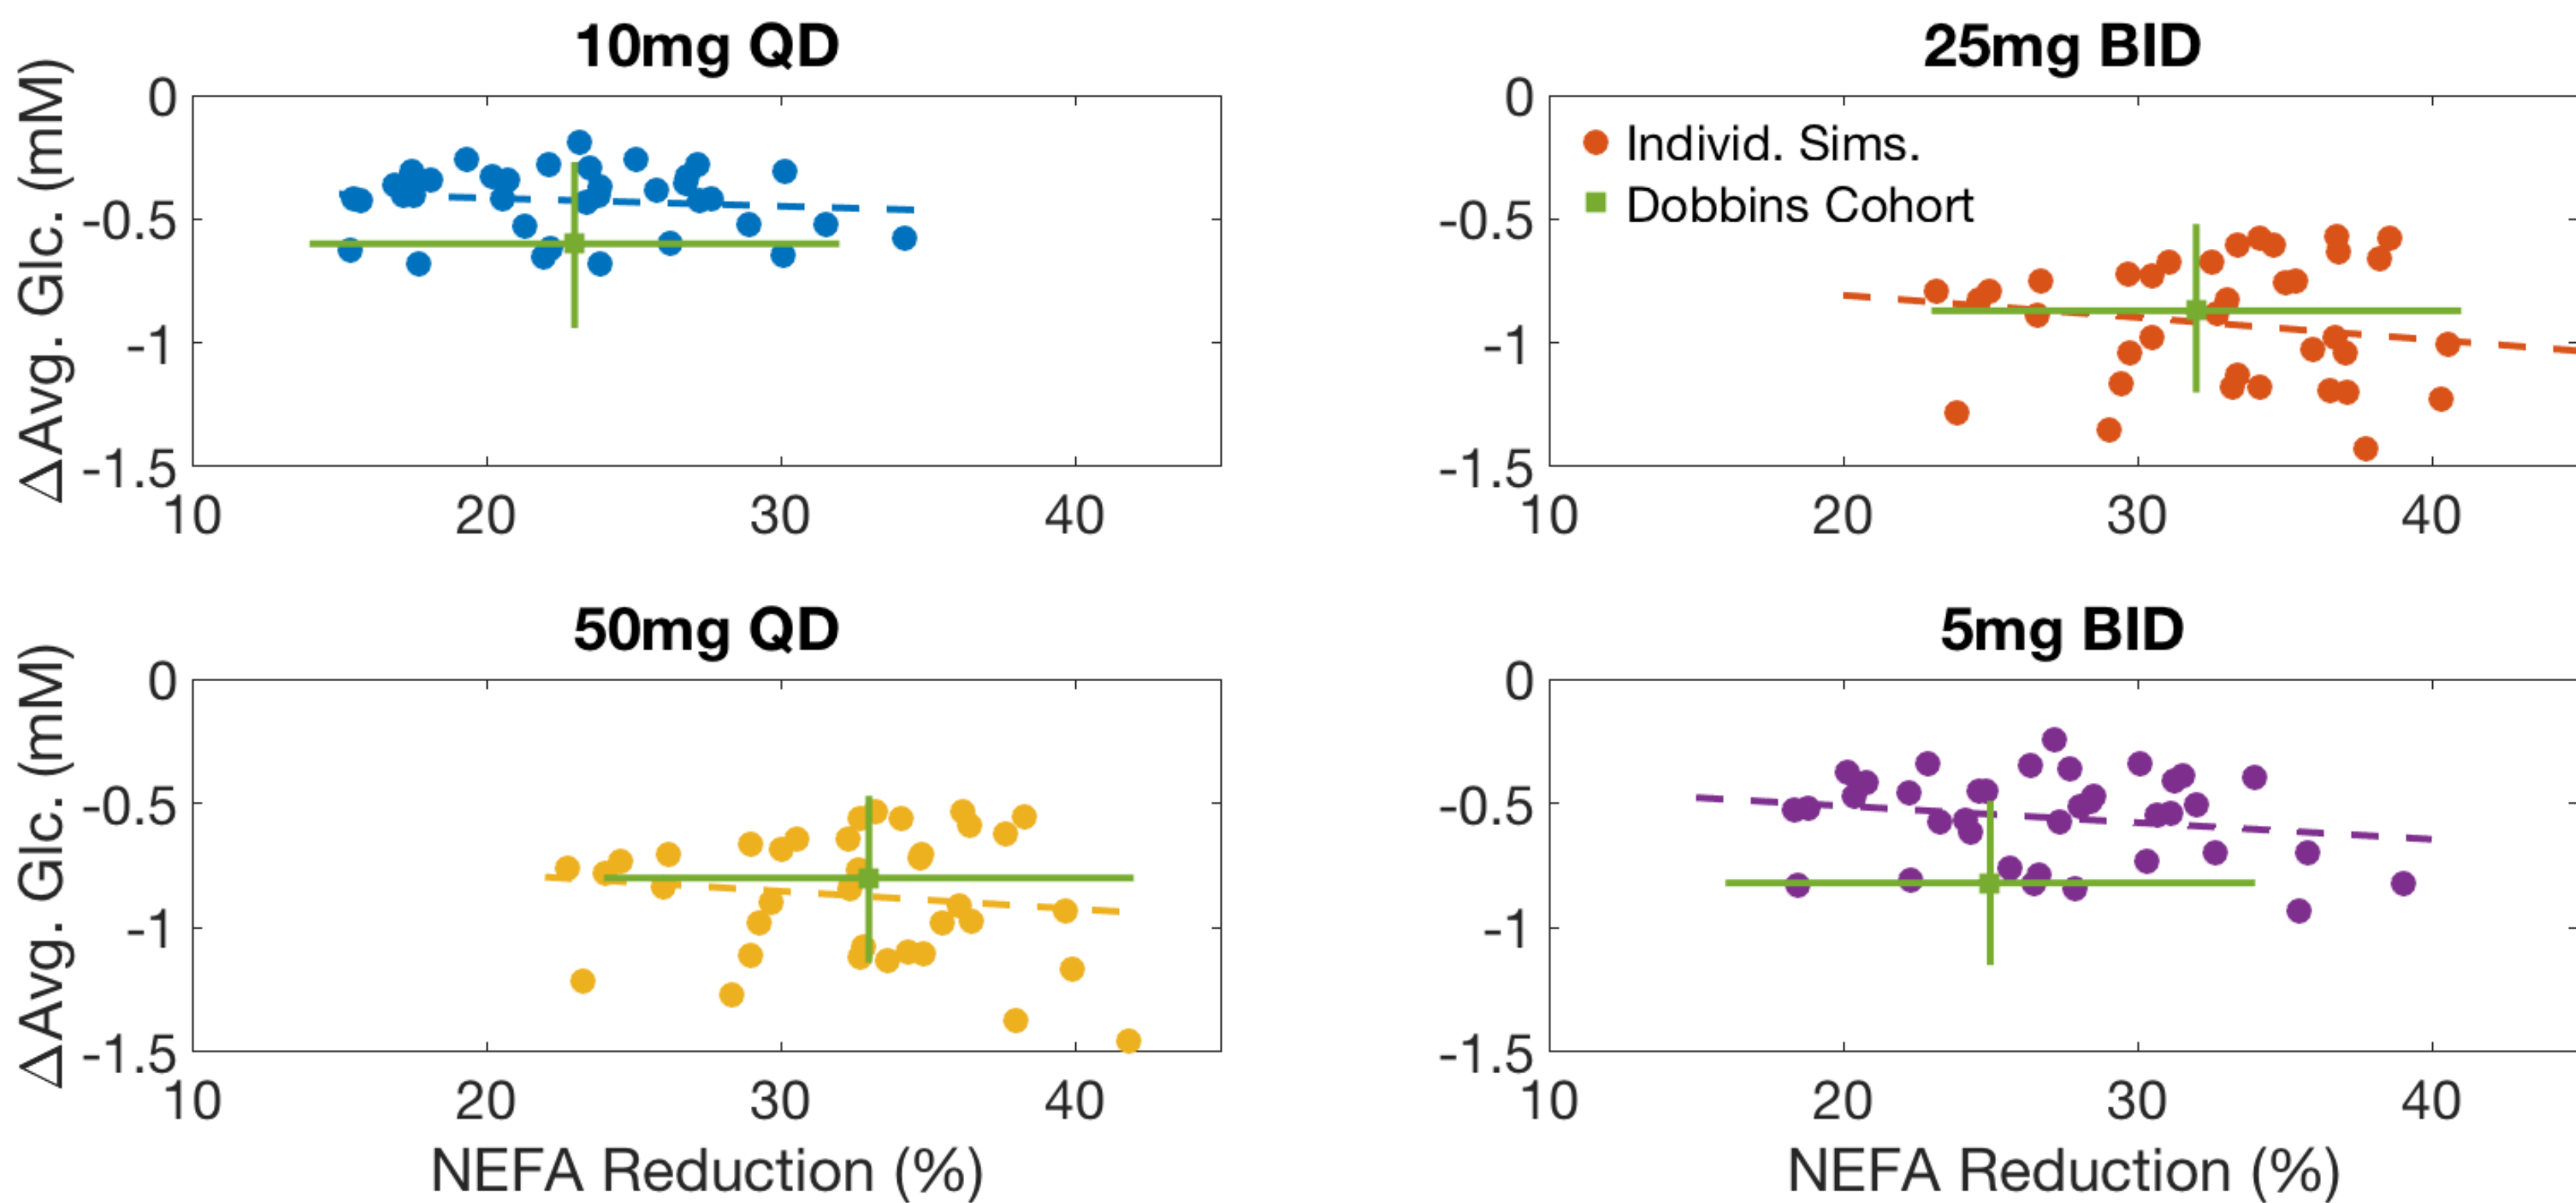 10mg QD
ΔAvg. Glc. (mM)
0
-0.5
-1
-1.5
10 20 30 40
25mg BID
0
-0.5
-1
-1.5
Individ. Sims.
Dobbins Cohort
10 20 30 40
50mg QD
ΔAvg. Glc. (mM)
0
-0.5
-1
-1.5
10 20 30 40
NEFA Reduction (%)
5mg BID
0
-0.5
-1
-1.5
10 20 30 40
NEFA Reduction (%)